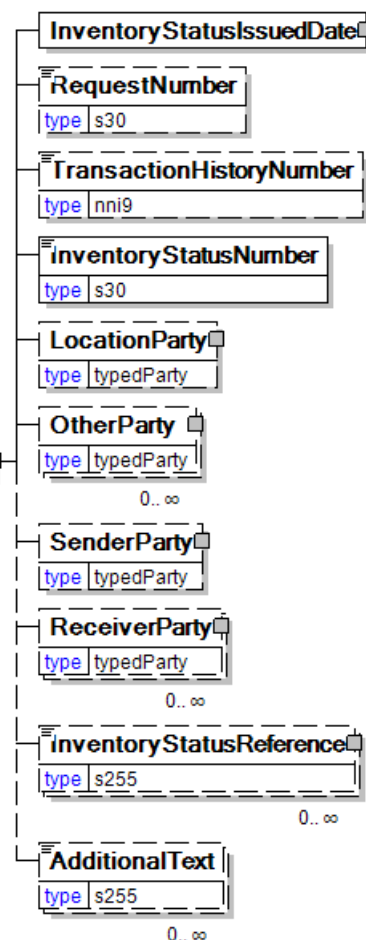 InventoryStatusIssuedDate
RequestNumber
type s30
TransactionHistoryNumber
type nni9
InventoryStatusNumber
type s30
LocationParty
type typedParty
OtherParty
type typedParty
0.. ∞
SenderParty
type typedParty
ReceiverParty
type typedParty
0.. ∞
InventoryStatusReference
type s255
0.. ∞
AdditionalText
type s255
0.. ∞